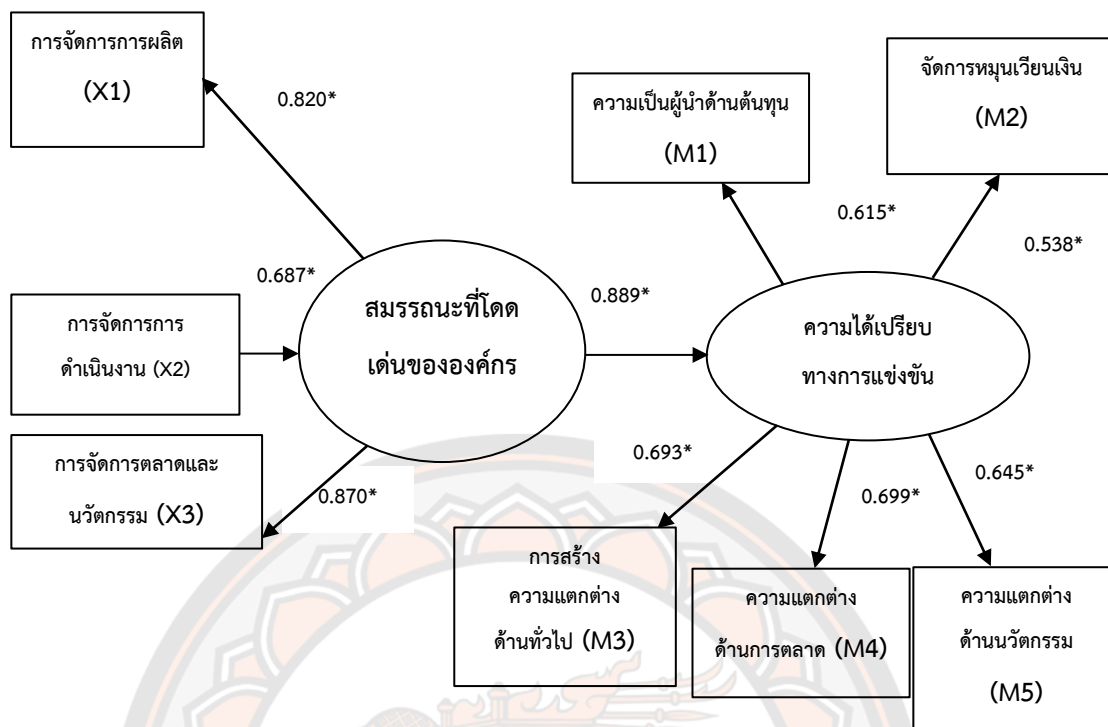 การจัดการการผลิต
(X1)
0.820*
ความเป็นผู้นำด้านต้นทุน
(M1)
จัดการหมุนเวียนเงิน
(M2)
0.615*
0.538*
0.687*
การจัดการการ
ดำเนินงาน (X2)
สมรรถนะที่โดด
เด่นขององค์กร
0.889*
ความได้เปรียบ
ทางการแข่งขัน
การจัดการตลาดและ
นวัตกรรม (X3)
0.870*
0.693*
0.699*
0.645*
การสร้าง
ความแตกต่าง
ด้านทั่วไป (M3)
ความแตกต่าง
ด้านการตลาด (M4)
ความแตกต่าง
ด้านนวัตกรรม
(M5)